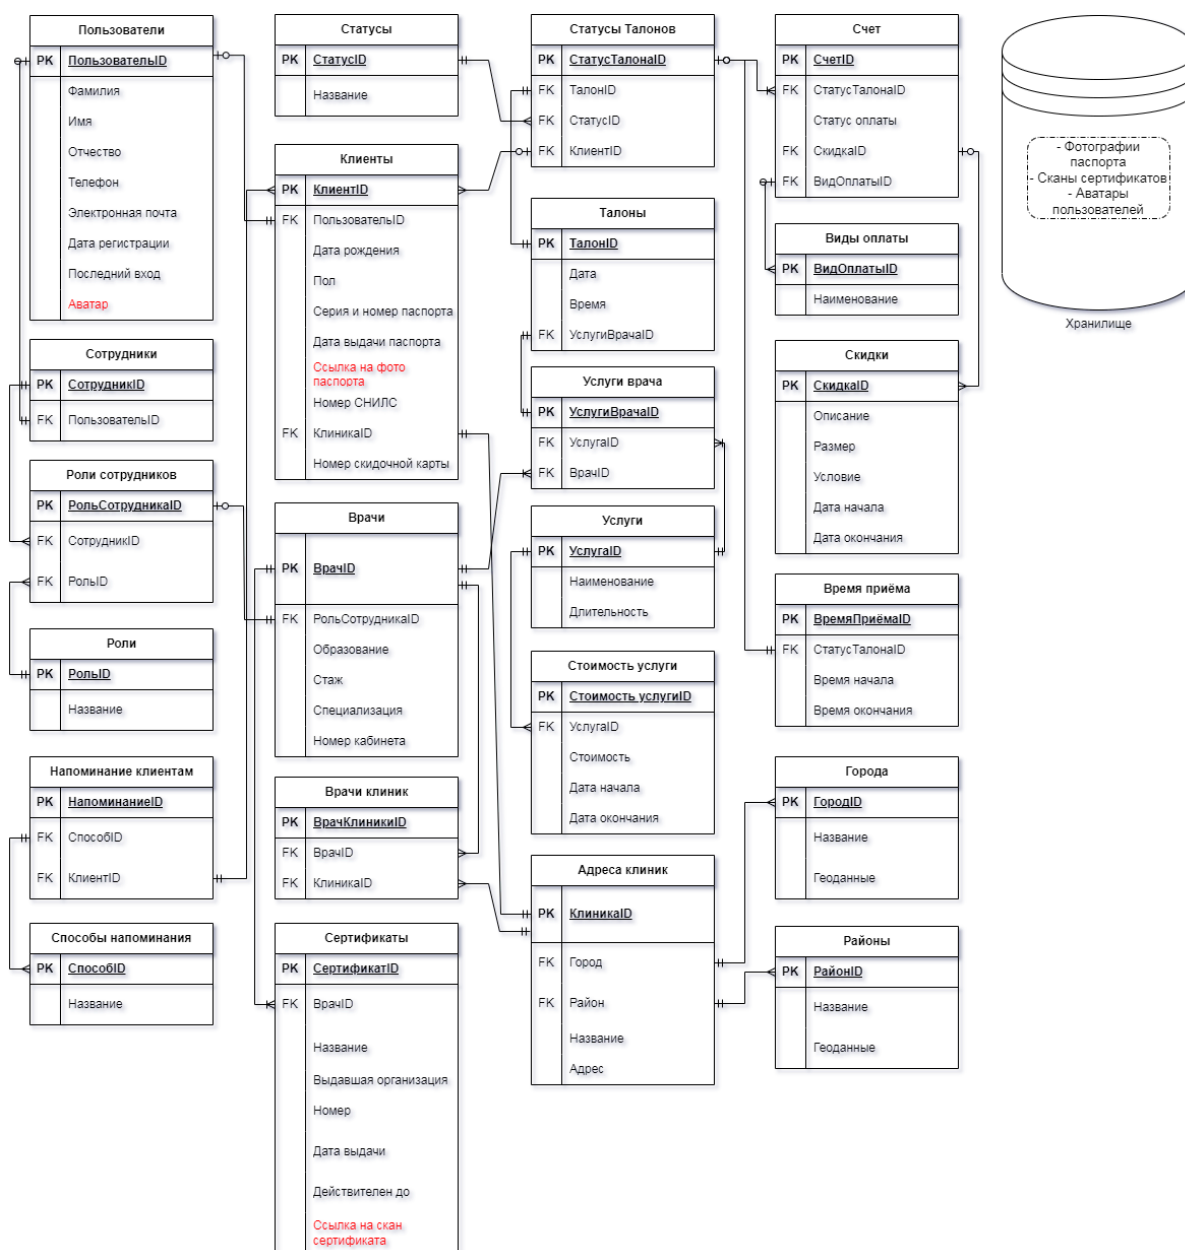 Пользователи
PK ПользовательID
Фамилия
Имя
Отчество
Телефон
Электронная почта
Дата регистрации
Последний вход
Аватар
Сотрудники
PK СотрудникID
FK ПользовательID
Роли сотрудников
PK РольСотрудникаID
FK СотрудникID
FK РольID
Роли
PK РольID
Название
Напоминание клиентам
PK НапоминаниеID
FK СпособID
FK КлиентID
Способы напоминания
PK СпособID
Название
Статусы
PK СтатусID
Название
Клиенты
PK КлиентID
FK ПользовательID
Дата рождения
Пол
Серия и номер паспорта
Дата выдачи паспорта
Ссылка на фото
паспорта
Номер СНИЛС
FK КлиникаID
Номер скидочной карты
Врачи
PK ВрачID
FK РольСотрудникаID
Образование
Стаж
Специализация
Номер кабинета
Врачи клиник
PK ВрачКлиникиID
FK ВрачID
FK КлиникаID
Сертификаты
PK СертификатID
FK ВрачID
Название
Выдавшая организация
Номер
Дата выдачи
Действителен до
Ссылка на скан
сертификата
Статусы Талонов
PK СтатусТалонаID
FK ТалонID
FK СтатусID
FK КлиентID
Талоны
PK ТалонID
Дата
Время
FK УслугиВрачаID
Услуги врача
PK УслугиВрачаID
FK УслугаID
FK ВрачID
Услуги
PK УслугаID
Наименование
Длительность
Стоимость услуги
PK Стоимость услугиID
FK УслугаID
Стоимость
Дата начала
Дата окончания
Адреса клиник
PK КлиникаID
FK Город
FK Район
Название
Адрес
Счет
PK СчетID
FK СтатусТалонаID
Статус оплаты
FK СкидкаID
FK ВидОплатыID
Виды оплаты
PK ВидОплатыID
Наименование
Скидки
PK СкидкаID
Описание
Размер
Условие
Дата начала
Дата окончания
Время приёма
PK ВремяПриёмаID
FK СтатусТалонаID
Время начала
Время окончания
Города
PK ГородID
Название
Геоданные
Районы
PK РайонID
Название
Геоданные
- Фотографии
паспорта
- Сканы сертификатов
- Аватары
пользователей
Хранилище